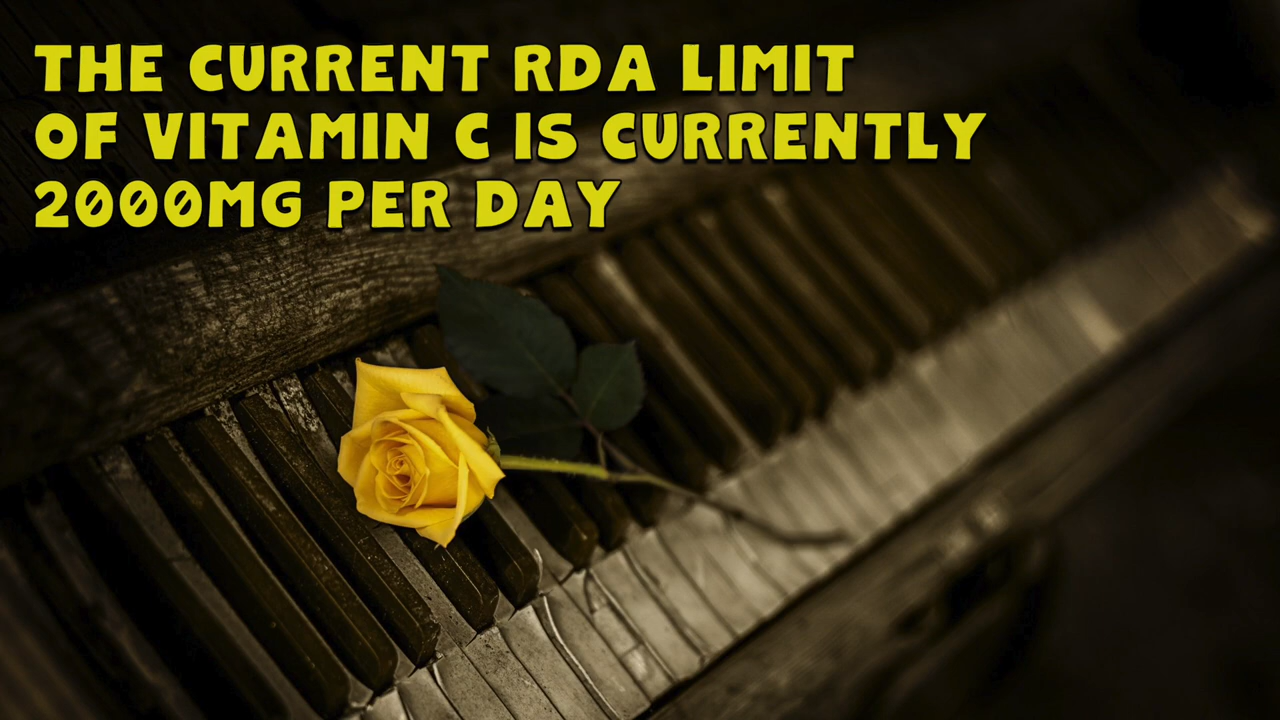 THE CURRENT RDA LIMIT
OF VITAMIN C IS CURRENTLY
2000MG PER DAY